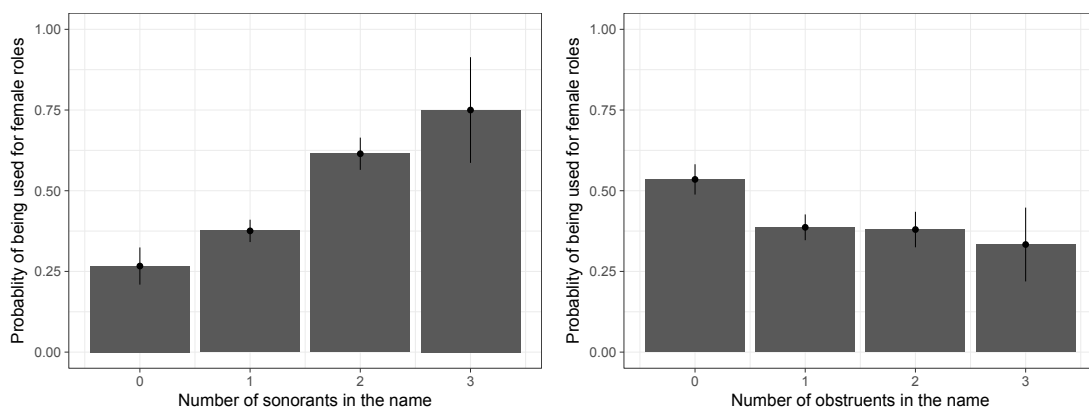 Probablity of being used for female roles
1.00
0.75
0.50
0.25
0.00
0 1 2 3
Number of sonorants in the name
Probablity of being used for female roles
1.00
0.75
0.50
0.25
0.00
0 1 2 3
Number of obstruents in the name